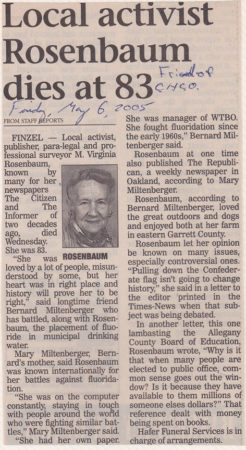 Local activist
Rosenbaum
dies at 83
Friend of
CHGO.
Friday, May 6, 2005
FROM STAFF REPORTS
FINZEL — Local activist,
publisher, para-legal and pro-
fessional surveyor M. Virginia
Rosenbaum,
known by
many for her
newspapers
The Citizen
and The
Informer of
two decades
ago, died
Wednesday.
She was 83.
"She was
loved by a lot of people, misun-
derstood by some, but her
heart was in right place and
history will prove her to be
right," said longtime friend
Bernard Miltenberger who
has battled, along with Rosen-
baum, the placement of fluo-
ride in municipal drinking
water.
Mary Miltenberger, Bern-
ard's mother, said Rosenbaum
was known internationally for
her battles against fluorida-
tion.
"She was on the computer
constantly, staying in touch
with people around the world
who were fighting similar bat-
tles," Mary Miltenberger said.
"She had her own paper.
ROSENBAUM
She was manager of WTBO.
She fought fluoridation since
the early 1960s," Bernard Mil-
tenberger said.
Rosenbaum at one time
also published The Republi-
can, a weekly newspaper in
Oakland, according to Mary
Miltenberger.
Rosenbaum, according to
Bernard Miltenberger, loved
the great outdoors and dogs
and enjoyed both at her farm
in eastern Garrett County.
Rosenbaum let her opinion
be known on many issues,
especially controversial ones.
"Pulling down the Confeder-
ate flag isn't going to change
history," she said in a letter to
the editor printed in the
Times-News when that sub-
ject was being debated.
In another letter, this one
lambasting the Allegany
County Board of Education,
Rosenbaum wrote, "Why is it
that when many people are
elected to public office, com-
mon sense goes out the win-
dow? Is it because they have
available to them millions of
someone elses dollars?" That
reference dealt with money
being spent on books.
Hafer Funeral Services is in
charge of arrangements.